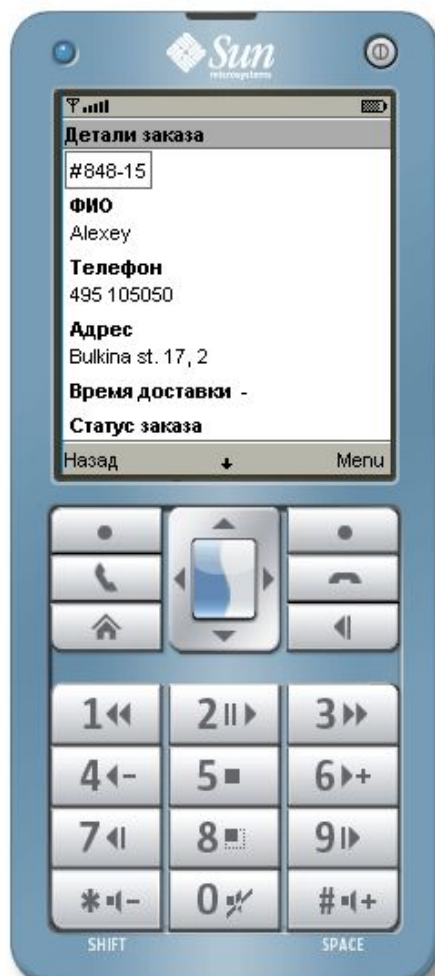 Sun
microsystems
Детали заказа
#848-15
ФИО
Alexey
Телефон
495 105050
Адрес
Bulkina st. 17, 2
Время доставки -
Статус заказа
Назад Menu
1 2 3
4 - 5 6 +
7 8 9
* - 0 # +
SHIFT SPACE